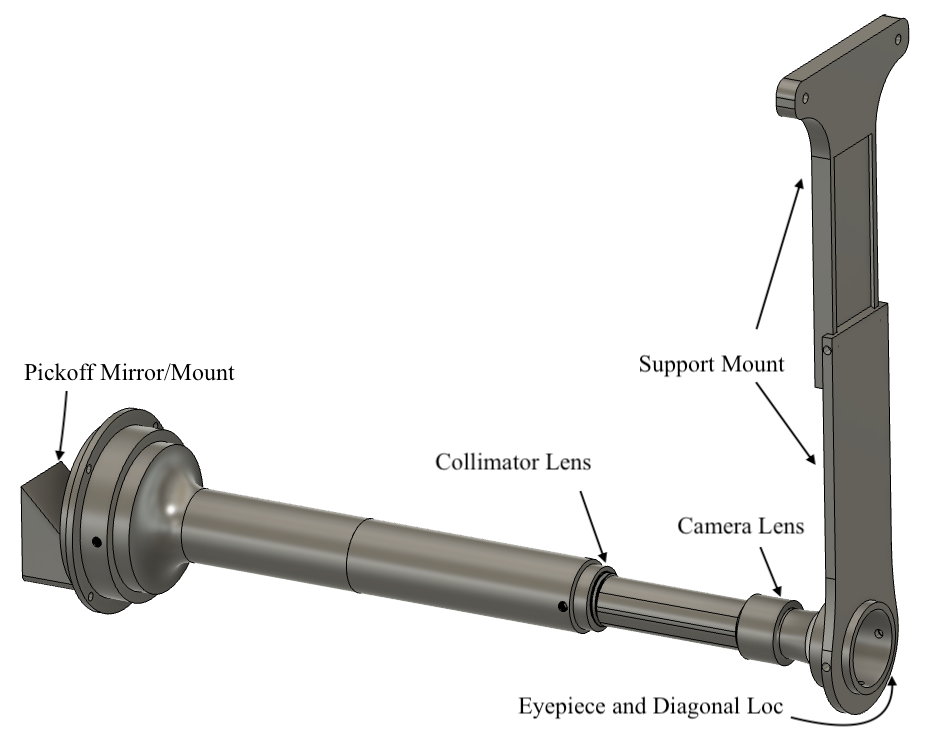 Support Mount
Pickoff Mirror/Mount
Collimator Lens
Camera Lens
Eyepiece and Diagonal Loc